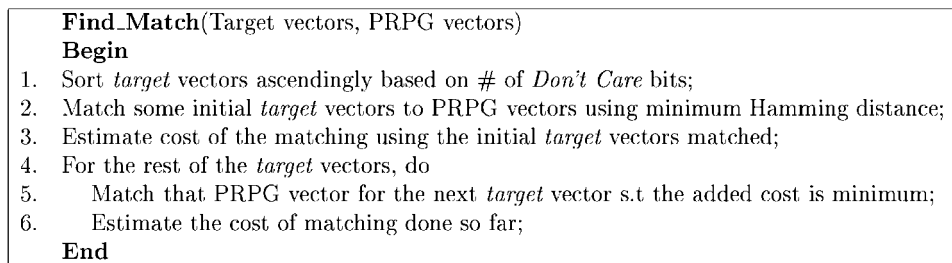 Find_Match(Target vectors, PRPG vectors)
Begin
1. Sort target vectors ascendingly based on # of Don't Care bits;
2. Match some initial target vectors to PRPG vectors using minimum Hamming distance;
3. Estimate cost of the matching using the initial target vectors matched;
4. For the rest of the target vectors, do
5. Match that PRPG vector for the next target vector s.t the added cost is minimum;
6. Estimate the cost of matching done so far;
End